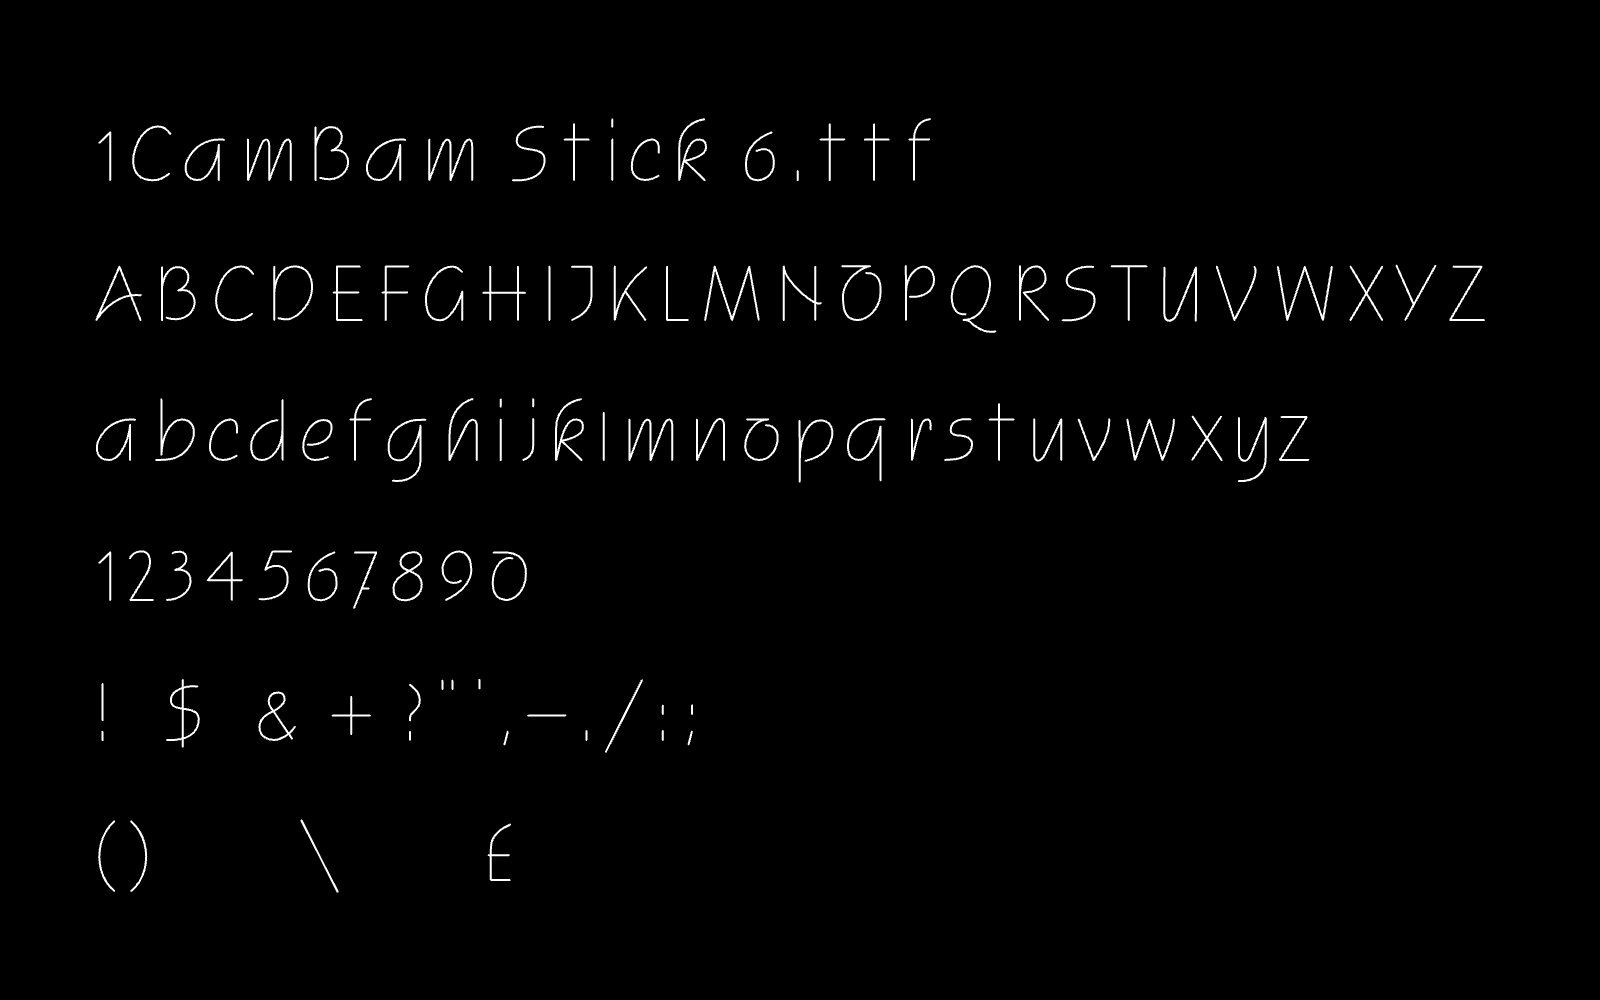 1CamBam Stick 6.ttf
ABCDEFGHIJKLMNOPQRSTUVWXYZ
abcdefghijklmnopqrstuvwxyz
1234567890
! $ & + ?"',-./:;
() \ £